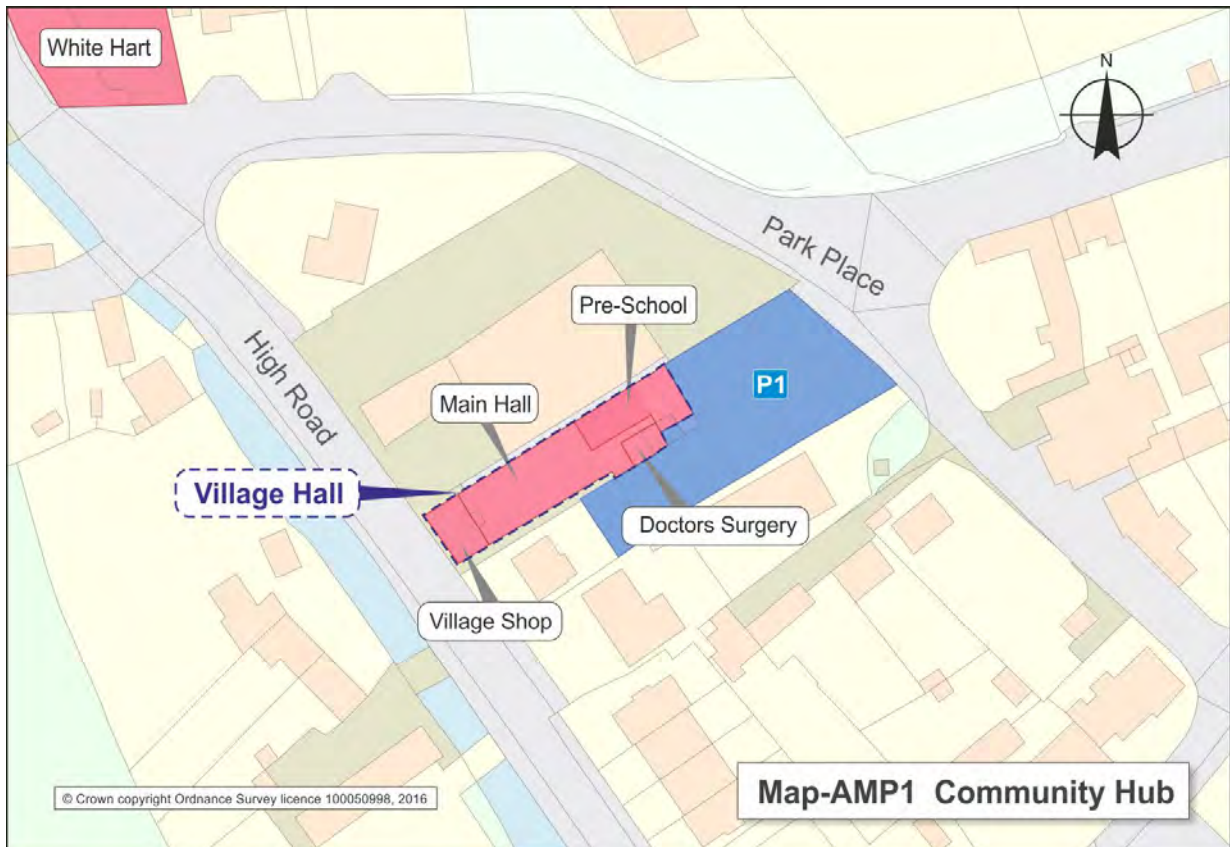 White Hart
N
Park Place
Pre-School
P1
High Road
Main Hall
Village Hall
Doctors Surgery
Village Shop
© Crown copyright Ordnance Survey licence 100050998, 2016
Map-AMP1 Community Hub